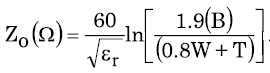 Z₀(Ω) = 60/√εᵣ ln[1.9(B)/(0.8W + T)].